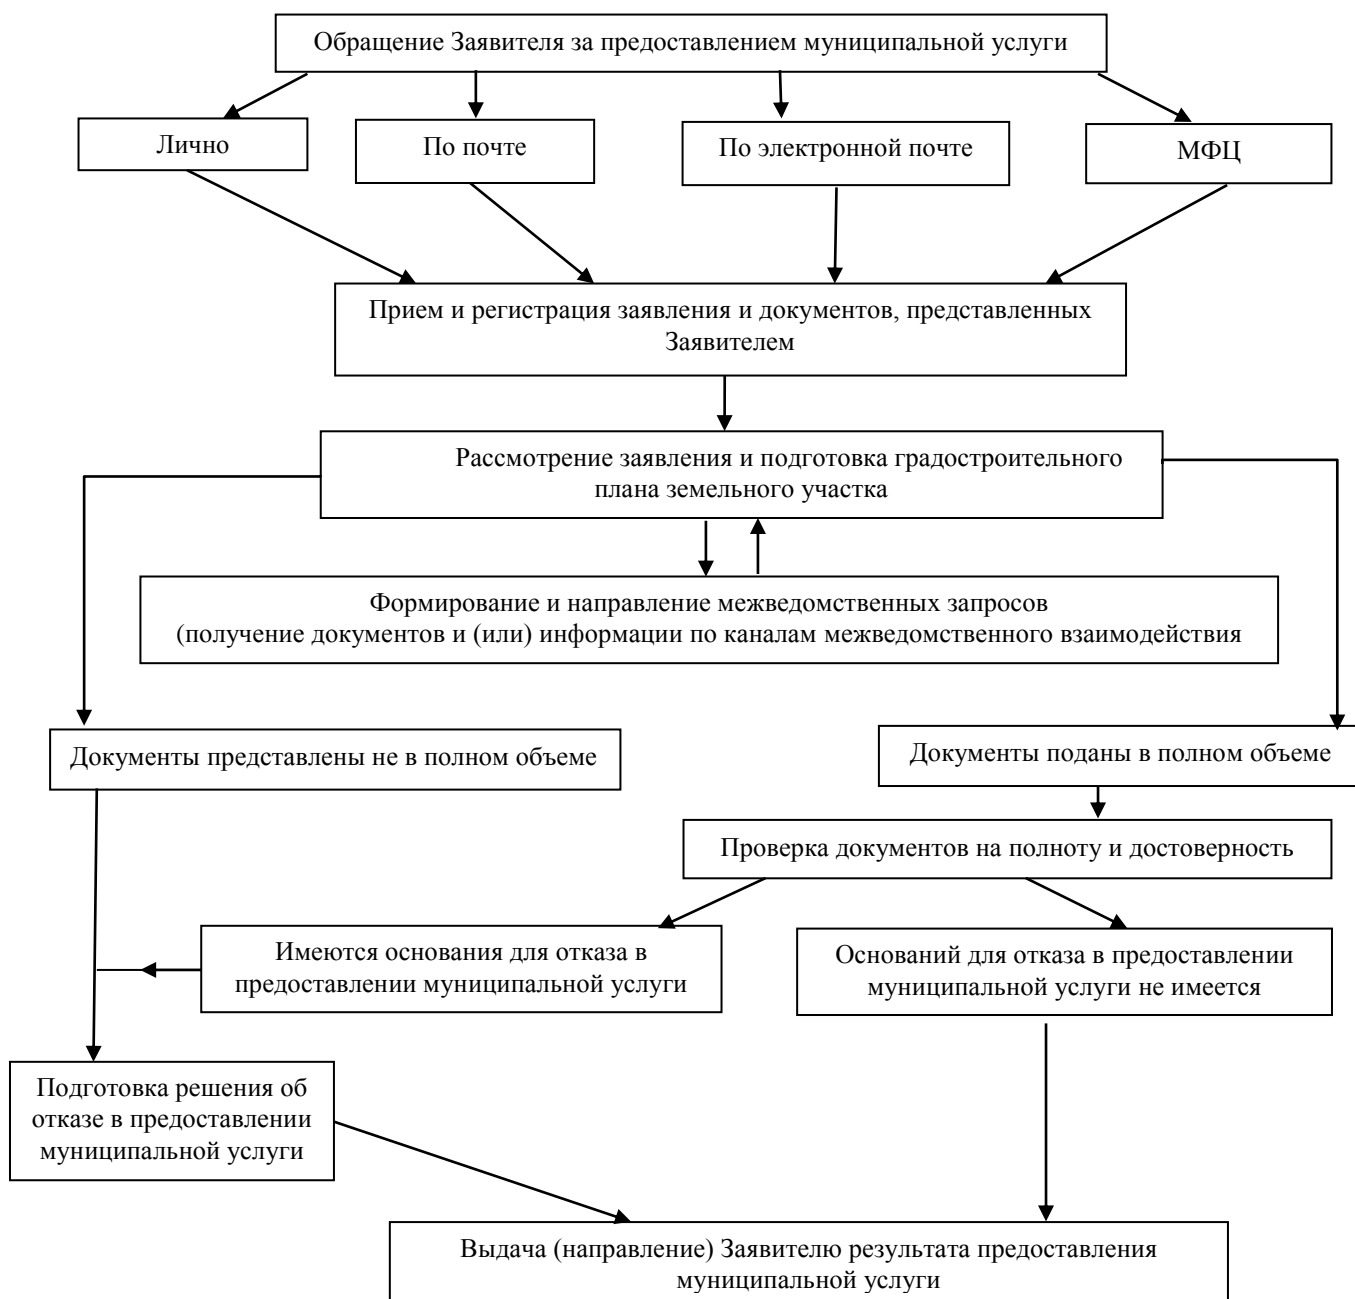 Обращение Заявителя за предоставлением муниципальной услуги
Лично
По почте
По электронной почте
МФЦ
Прием и регистрация заявления и документов, представленных
Заявителем
Рассмотрение заявления и подготовка градостроительного
плана земельного участка
Формирование и направление межведомственных запросов
(получение документов и (или) информации по каналам межведомственного взаимодействия
Документы представлены не в полном объеме
Документы поданы в полном объеме
Проверка документов на полноту и достоверность
Имеются основания для отказа в
предоставлении муниципальной услуги
Оснований для отказа в предоставлении
муниципальной услуги не имеется
Подготовка решения об
отказе в предоставлении
муниципальной услуги
Выдача (направление) Заявителю результата предоставления
муниципальной услуги